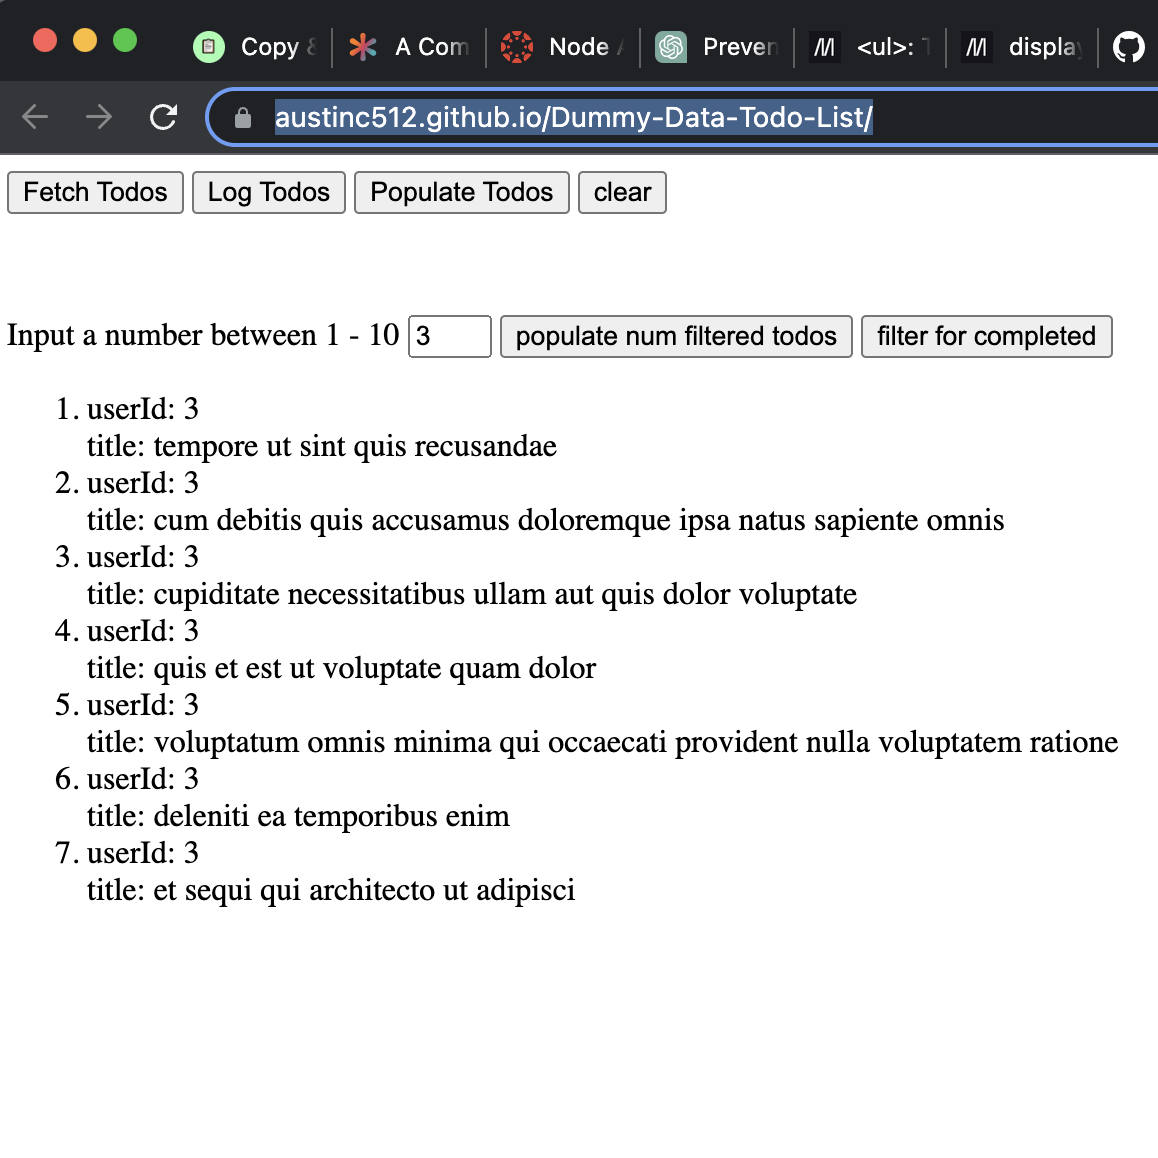 Copy A Com Node Preven <ul>: display
austinc512.github.io/Dummy-Data-Todo-List/
Fetch Todos Log Todos Populate Todos clear
Input a number between 1 - 10 3 populate num filtered todos filter for completed
1. userId: 3
title: tempore ut sint quis recusandae
2. userId: 3
title: cum debitis quis accusamus doloremque ipsa natus sapiente omnis
3. userId: 3
title: cupiditate necessitatibus ullam aut quis dolor voluptate
4. userId: 3
title: quis et est ut voluptate quam dolor
5. userId: 3
title: voluptatum omnis minima qui occaecati provident nulla voluptatem ratione
6. userId: 3
title: deleniti ea temporibus enim
7. userId: 3
title: et sequi qui architecto ut adipisci